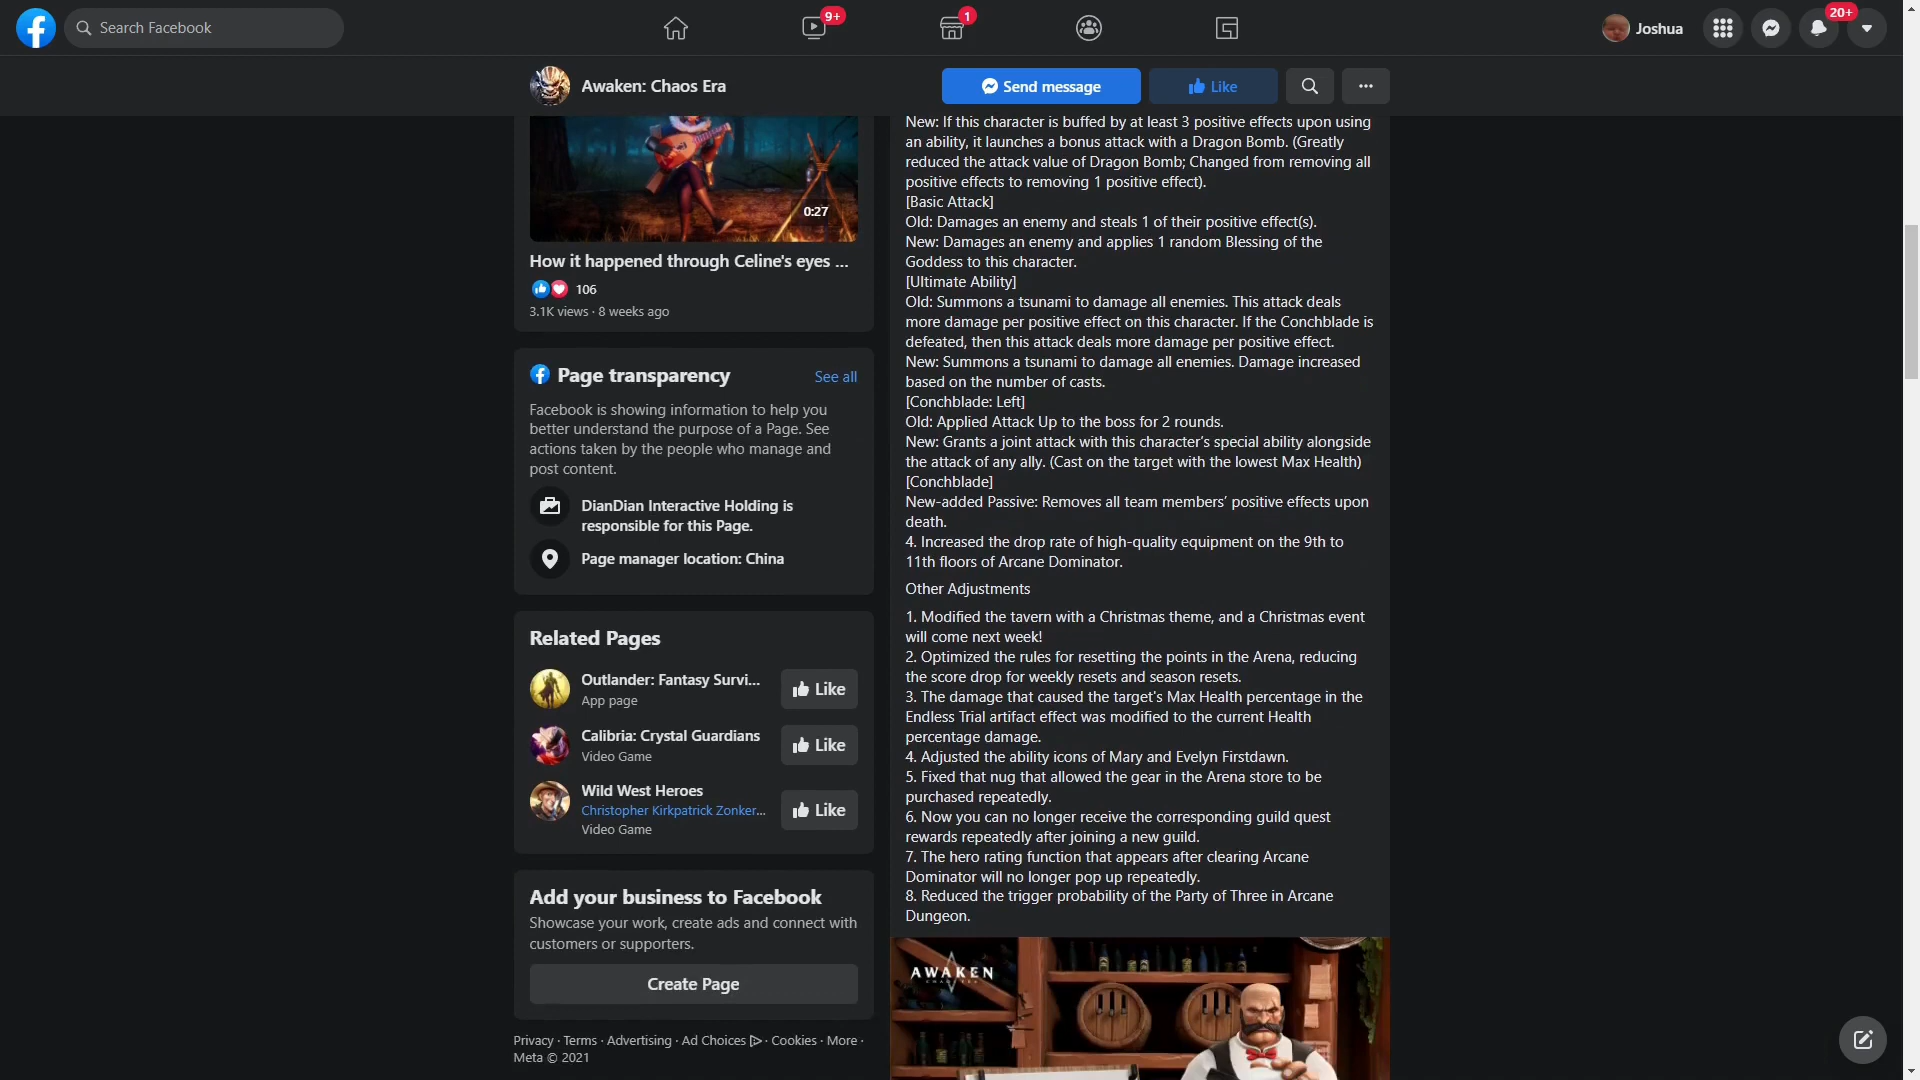 Search Facebook
9+
1
Joshua
20+
Awaken: Chaos Era
Send message
Like
0:27
How it happened through Celine's eyes ...
106
3.1K views · 8 weeks ago
Page transparency
See all
Facebook is showing information to help you
better understand the purpose of a Page. See
actions taken by the people who manage and
post content.
DianDian Interactive Holding is
responsible for this Page.
Page manager location: China
Related Pages
Outlander: Fantasy Survi...
App page
Like
Calibria: Crystal Guardians
Video Game
Like
Wild West Heroes
Christopher Kirkpatrick Zonker...
Video Game
Like
Add your business to Facebook
Showcase your work, create ads and connect with
customers or supporters.
Create Page
Privacy · Terms · Advertising · Ad Choices · Cookies · More ·
Meta © 2021
New: If this character is buffed by at least 3 positive effects upon using
an ability, it launches a bonus attack with a Dragon Bomb. (Greatly
reduced the attack value of Dragon Bomb; Changed from removing all
positive effects to removing 1 positive effect).
[Basic Attack]
Old: Damages an enemy and steals 1 of their positive effect(s).
New: Damages an enemy and applies 1 random Blessing of the
Goddess to this character.
[Ultimate Ability]
Old: Summons a tsunami to damage all enemies. This attack deals
more damage per positive effect on this character. If the Conchblade is
defeated, then this attack deals more damage per positive effect.
New: Summons a tsunami to damage all enemies. Damage increased
based on the number of casts.
[Conchblade: Left]
Old: Applied Attack Up to the boss for 2 rounds.
New: Grants a joint attack with this character's special ability alongside
the attack of any ally. (Cast on the target with the lowest Max Health)
[Conchblade]
New-added Passive: Removes all team members' positive effects upon
death.
4. Increased the drop rate of high-quality equipment on the 9th to
11th floors of Arcane Dominator.
Other Adjustments
1. Modified the tavern with a Christmas theme, and a Christmas event
will come next week!
2. Optimized the rules for resetting the points in the Arena, reducing
the score drop for weekly resets and season resets.
3. The damage that caused the target's Max Health percentage in the
Endless Trial artifact effect was modified to the current Health
percentage damage.
4. Adjusted the ability icons of Mary and Evelyn Firstdawn.
5. Fixed that nug that allowed the gear in the Arena store to be
purchased repeatedly.
6. Now you can no longer receive the corresponding guild quest
rewards repeatedly after joining a new guild.
7. The hero rating function that appears after clearing Arcane
Dominator will no longer pop up repeatedly.
8. Reduced the trigger probability of the Party of Three in Arcane
Dungeon.
AWAKEN
CHAOS ERA